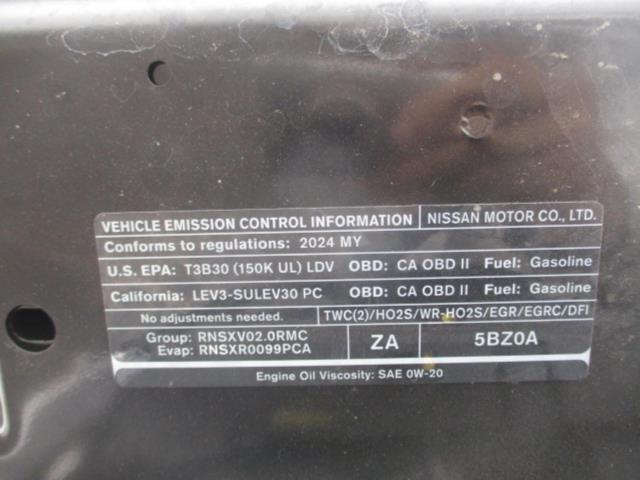 VEHICLE EMISSION CONTROL INFORMATION NISSAN MOTOR CO., LTD.
Conforms to regulations: 2024 MY
U.S. EPA: T3B30 (150K UL) LDV OBD: CA OBD II Fuel: Gasoline
California: LEV3-SULEV30 PC OBD: CA OBD II Fuel: Gasoline
No adjustments needed. TWC(2)/HO2S/WR-HO2S/EGR/EGRC/DFI
Group: RNSXV02.0RMC
Evap: RNSXR0099PCA
ZA
5BZ0A
Engine Oil Viscosity: SAE 0W-20